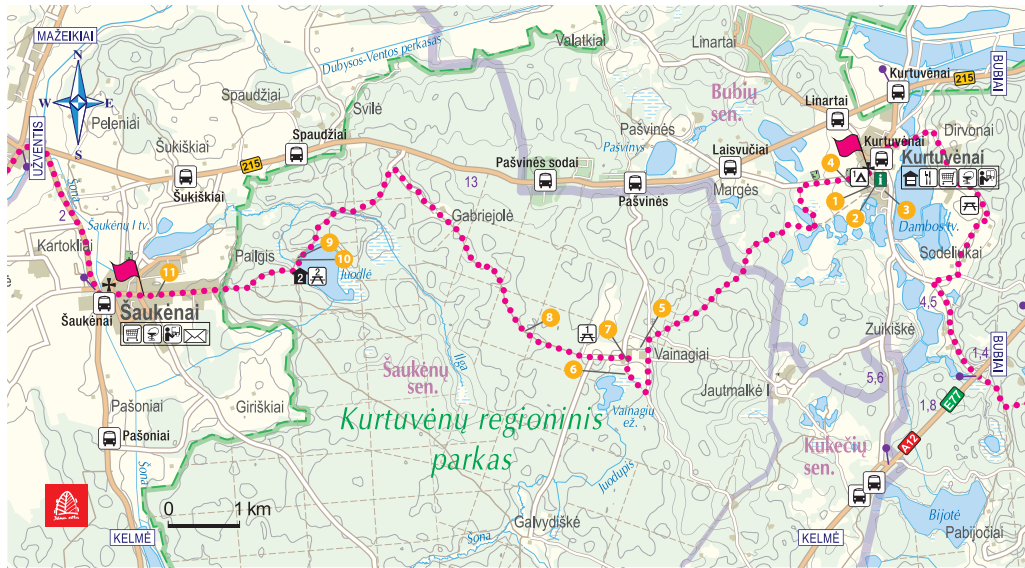 MAŽEIKIAI
N
W
E
S
UŽVENTIS
Peleniai
Spaudžiai
Svilė
Dubysos-Ventos perkasas
Valatkiai
Linartai
Kurtuvėnai
215
BUBIAI
Bubių
sen.
Linartai
Šukiškiai
Šukiškiai
215
Spaudžiai
Pašvinės
Pašvinys
Laisvučiai
Kurtuvėnai
Dirvonai
Kurtuvėnai
Pašvinės sodai
Pašvinės
Margės
4
1
2
3
i
Dambos tv.
Šona
2
Šaukėnų I tv.
13
Gabriejolė
Kartokliai
Pailgis
9
10
2
2
Juodlė
Sodeliukai
11
Šaukėnai
Šaukėnai
4,5
8
1
7
5
6
Vainagiai
Zuikiškė
Ilga
Šaukėnų
sen.
Vainagių
ež.
Jautmalkė I
5,6
1,4
BUBIAI
1,8
E77
A12
Pašoniai
Giriškiai
Pašoniai
Kurtuvėnų regioninis
parkas
Kukečių
sen.
Juodupis
Šona
0
1 km
Galvydiškė
Šona
Bijotė
Pabijočiai
KELMĖ
KELMĖ